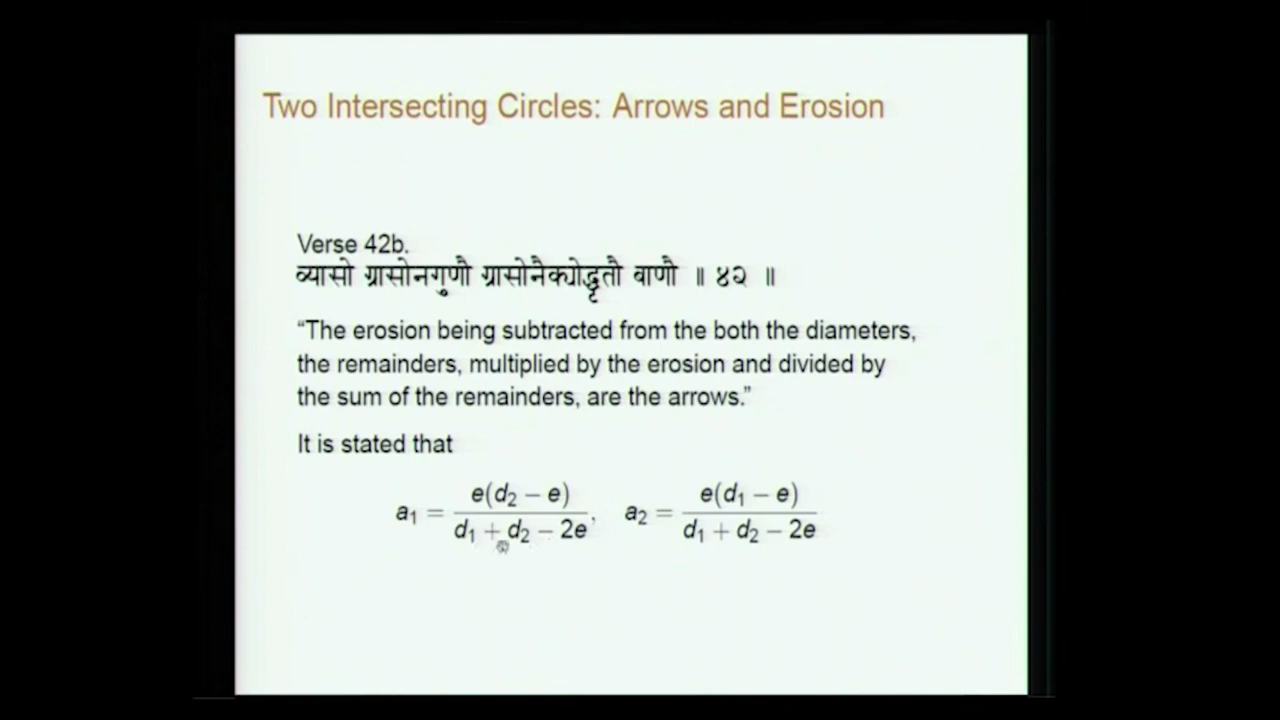 Two Intersecting Circles: Arrows and Erosion
Verse 42b.
व्यासो ग्रासोनगुणौ ग्रासोनैक्योद्धृतौ बाणौ ॥ ४२ ॥
“The erosion being subtracted from the both the diameters,
the remainders, multiplied by the erosion and divided by
the sum of the remainders, are the arrows.”
It is stated that
a₁ = e(d₂ − e) / (d₁ + d₂ − 2e), a₂ = e(d₁ − e) / (d₁ + d₂ − 2e)